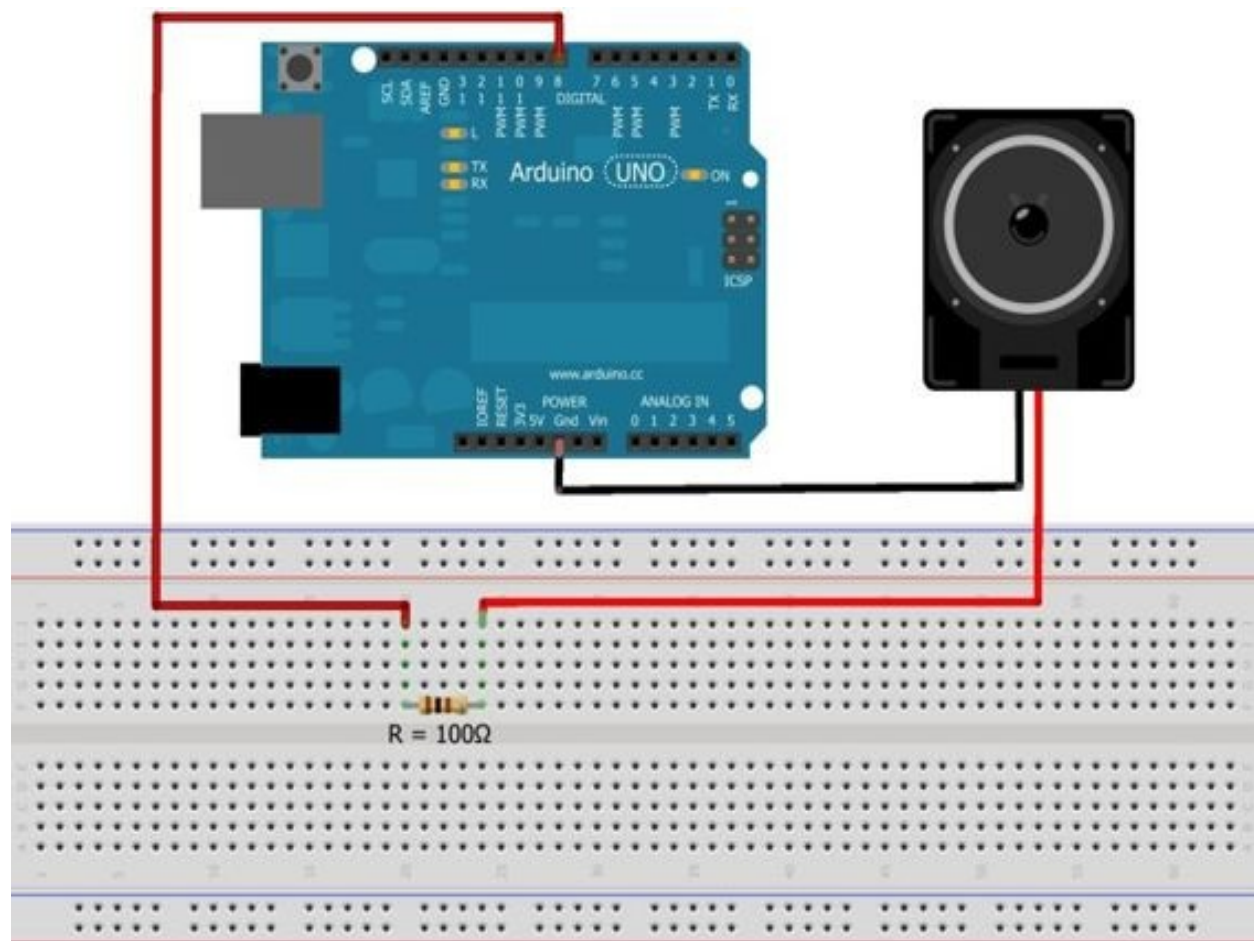 SCL
SDA
AREF
GND
13
12
11
10
9
8
7
6
5
4
3
2
1
0
PWM
PWM
PWM
PWM
PWM
PWM
TX
RX
DIGITAL
L
TX
RX
Arduino UNO
ON
1
ICSP
www.arduino.cc
POWER
ANALOG IN
IOREF
RESET
3V3
5V
Gnd
Vin
0 1 2 3 4 5
R = 100Ω